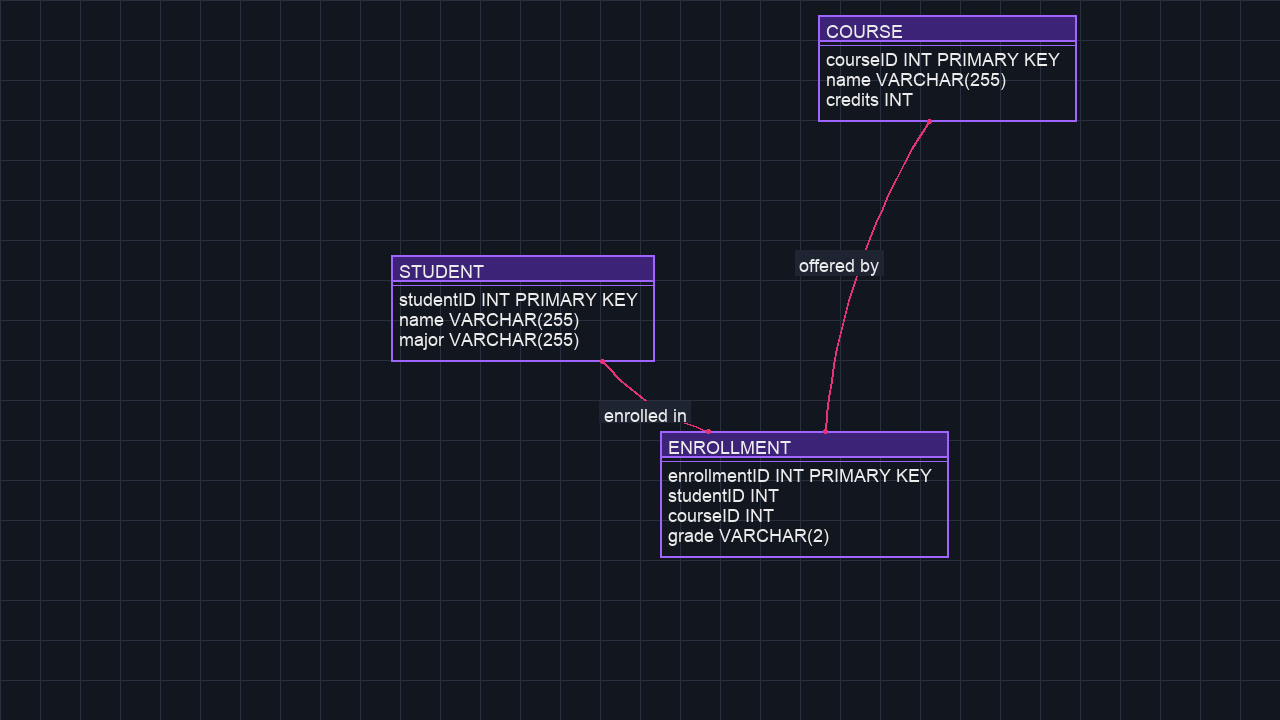 COURSE
courseID INT PRIMARY KEY
name VARCHAR(255)
credits INT
offered by
STUDENT
studentID INT PRIMARY KEY
name VARCHAR(255)
major VARCHAR(255)
enrolled in
ENROLLMENT
enrollmentID INT PRIMARY KEY
studentID INT
courseID INT
grade VARCHAR(2)